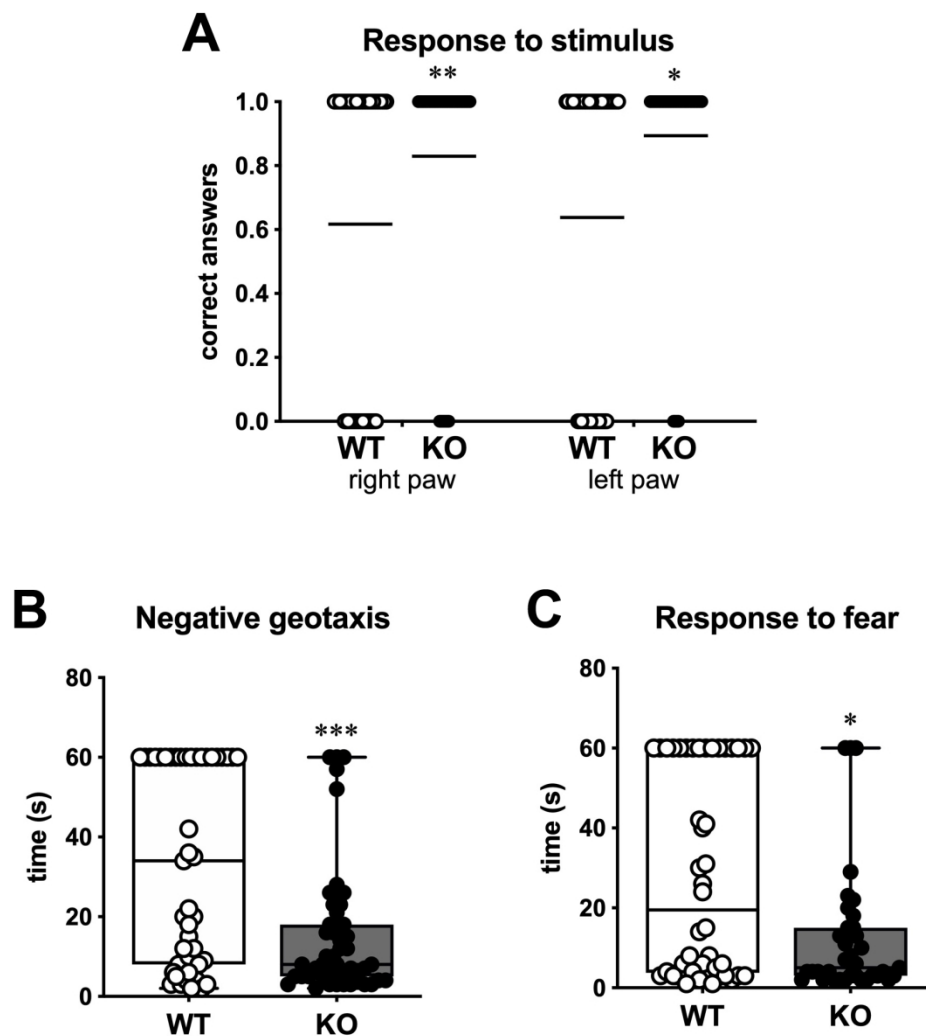 A Response to stimulus
** *
1.0
0.8
0.6
0.4
0.2
0.0
correct answers
WT KO WT KO
right paw left paw
B Negative geotaxis
80
60
40
20
0
time (s)
***
WT KO
C Response to fear
80
60
40
20
0
time (s)
*
WT KO